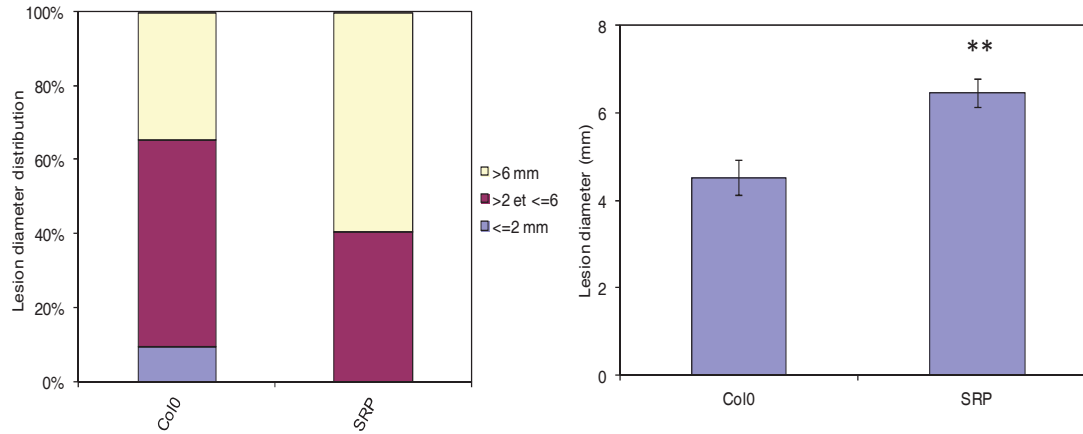 Lesion diameter distribution
100%
80%
60%
40%
20%
0%
Col0
SRP
>6 mm
>2 et <=6
<=2 mm
Lesion diameter (mm)
8
6
4
2
0
**
Col0
SRP